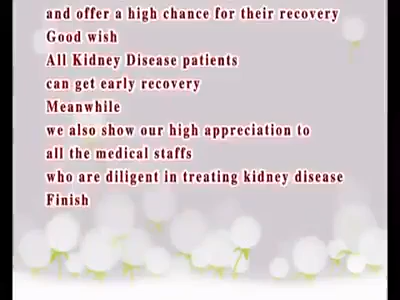 and offer a high chance for their recovery
Good wish
All Kidney Disease patients
can get early recovery
Meanwhile
we also show our high appreciation to
all the medical staffs
who are diligent in treating kidney disease
Finish